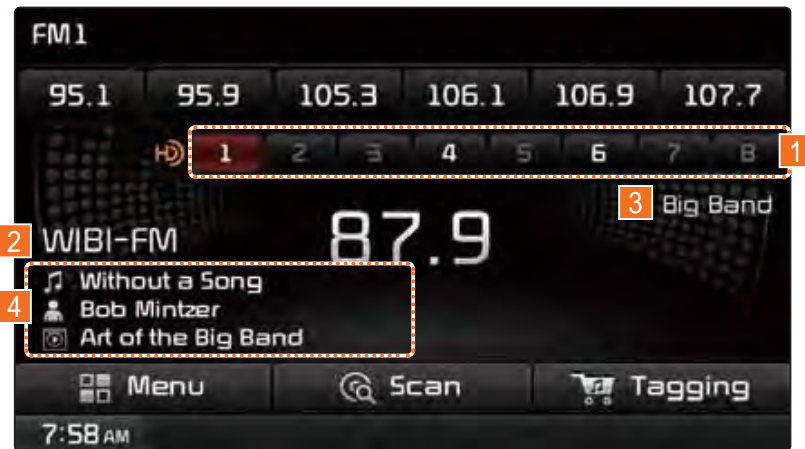 FM1
95.1 95.9 105.3 106.1 106.9 107.7
HD 1 2 3 4 5 6 7 8 1
3 Big Band
2 WIBI-FM 87.9
Without a Song
4 Bob Mintzer
Art of the Big Band
Menu Scan Tagging
7:58 AM